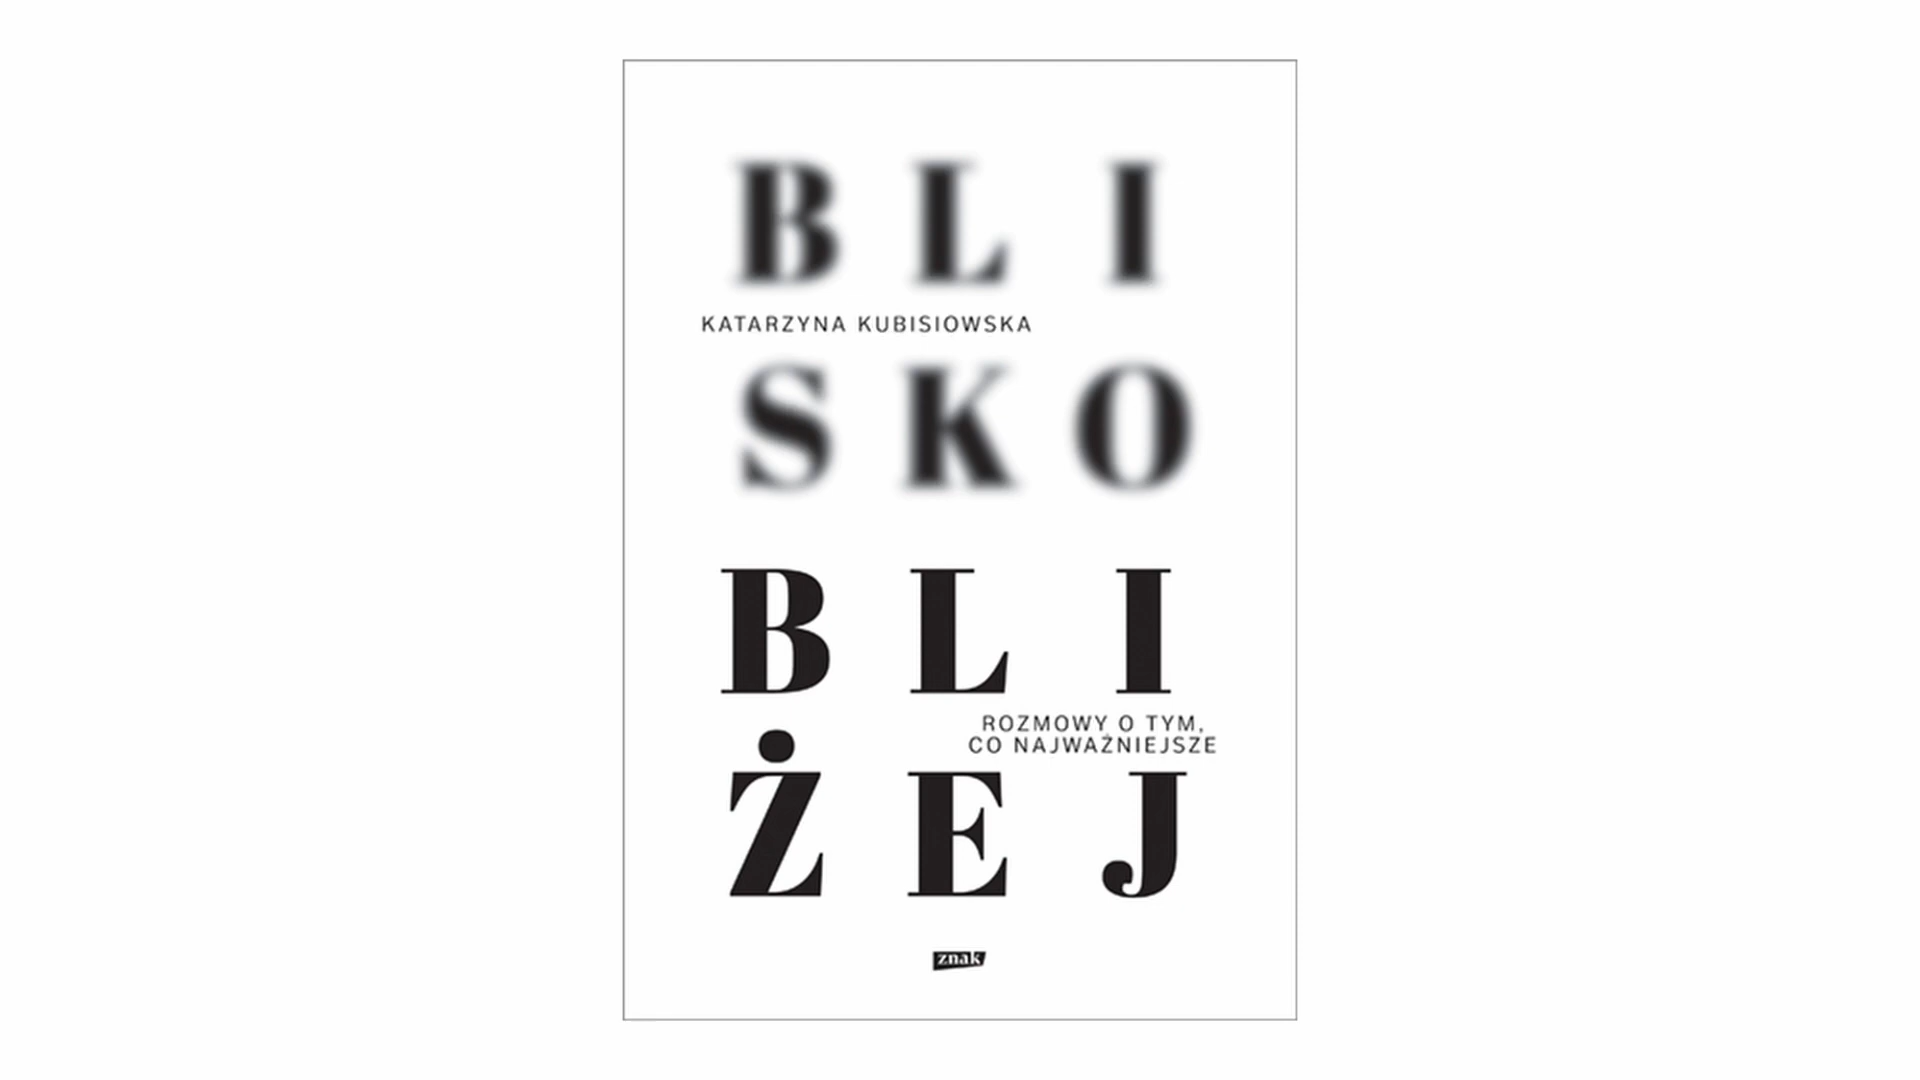 BLI
KATARZYNA KUBISIOWSKA
SKO
BLI
ROZMOWY O TYM,
CO NAJWAŻNIEJSZE
ŻEJ
znak